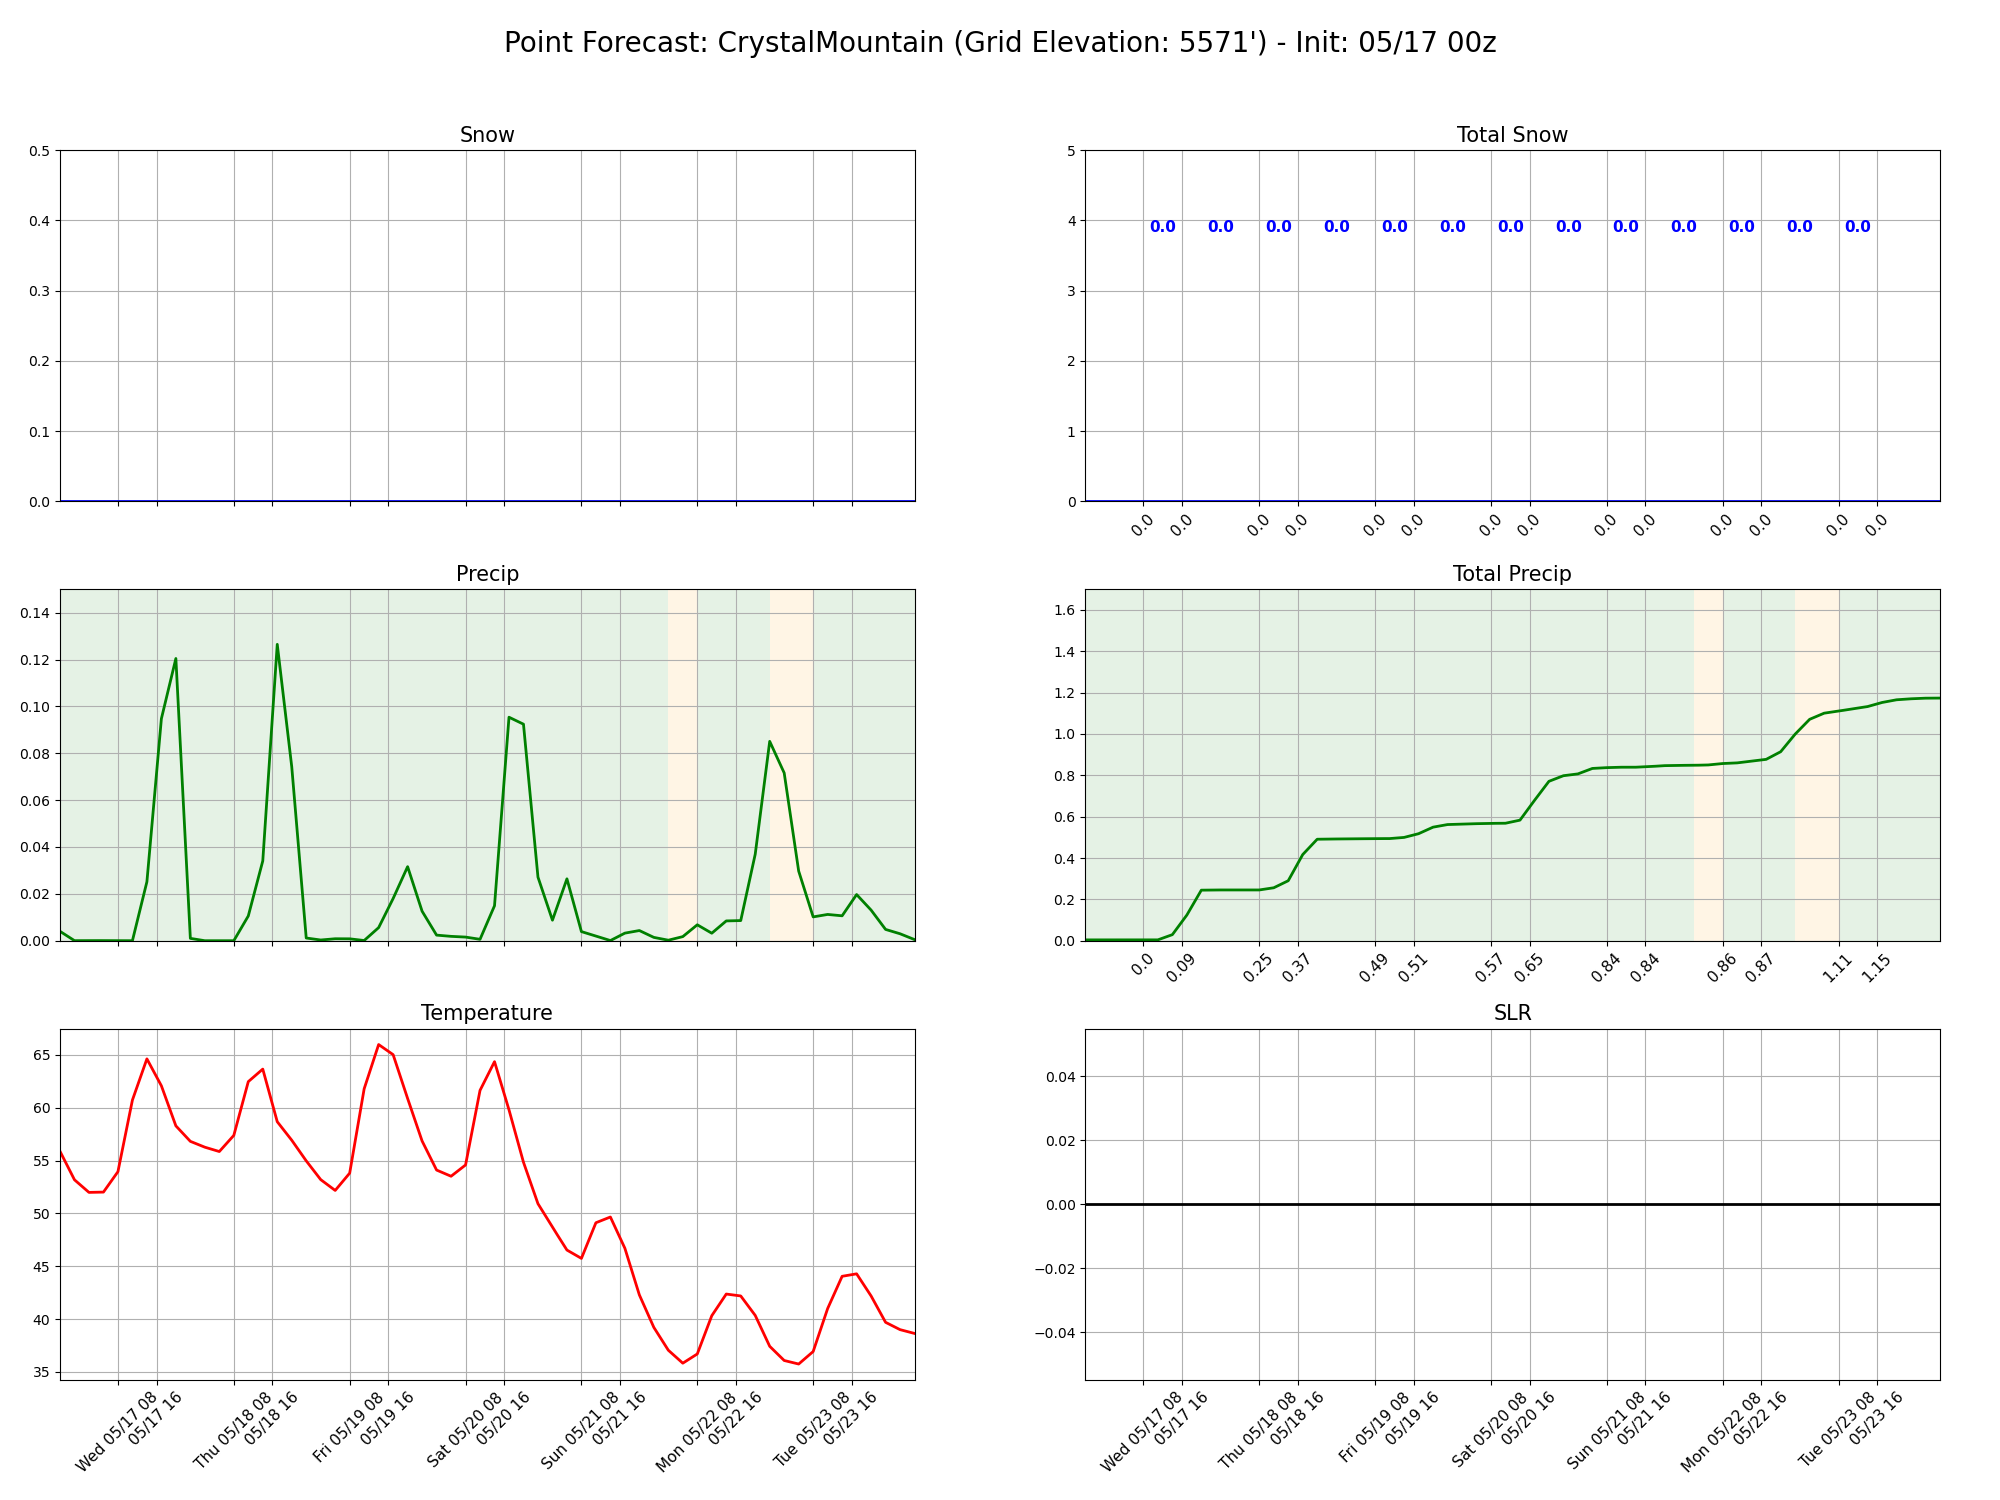 Point Forecast: CrystalMountain (Grid Elevation: 5571') - Init: 05/17 00z
Snow
0.5
0.4
0.3
0.2
0.1
0.0
Total Snow
5
4
3
2
1
0
0.0 0.0 0.0 0.0 0.0 0.0 0.0 0.0 0.0 0.0 0.0 0.0 0.0
0.0 0.0 0.0 0.0 0.0 0.0 0.0 0.0 0.0 0.0 0.0 0.0 0.0 0.0
Precip
0.14
0.12
0.10
0.08
0.06
0.04
0.02
0.00
Total Precip
1.6
1.4
1.2
1.0
0.8
0.6
0.4
0.2
0.0
0.0 0.09 0.25 0.37 0.49 0.51 0.57 0.65 0.84 0.84 0.86 0.87 1.11 1.15
Temperature
65
60
55
50
45
40
35
Wed 05/17 08
05/17 16
Thu 05/18 08
05/18 16
Fri 05/19 08
05/19 16
Sat 05/20 08
05/20 16
Sun 05/21 08
05/21 16
Mon 05/22 08
05/22 16
Tue 05/23 08
05/23 16
SLR
0.04
0.02
0.00
−0.02
−0.04
Wed 05/17 08
05/17 16
Thu 05/18 08
05/18 16
Fri 05/19 08
05/19 16
Sat 05/20 08
05/20 16
Sun 05/21 08
05/21 16
Mon 05/22 08
05/22 16
Tue 05/23 08
05/23 16